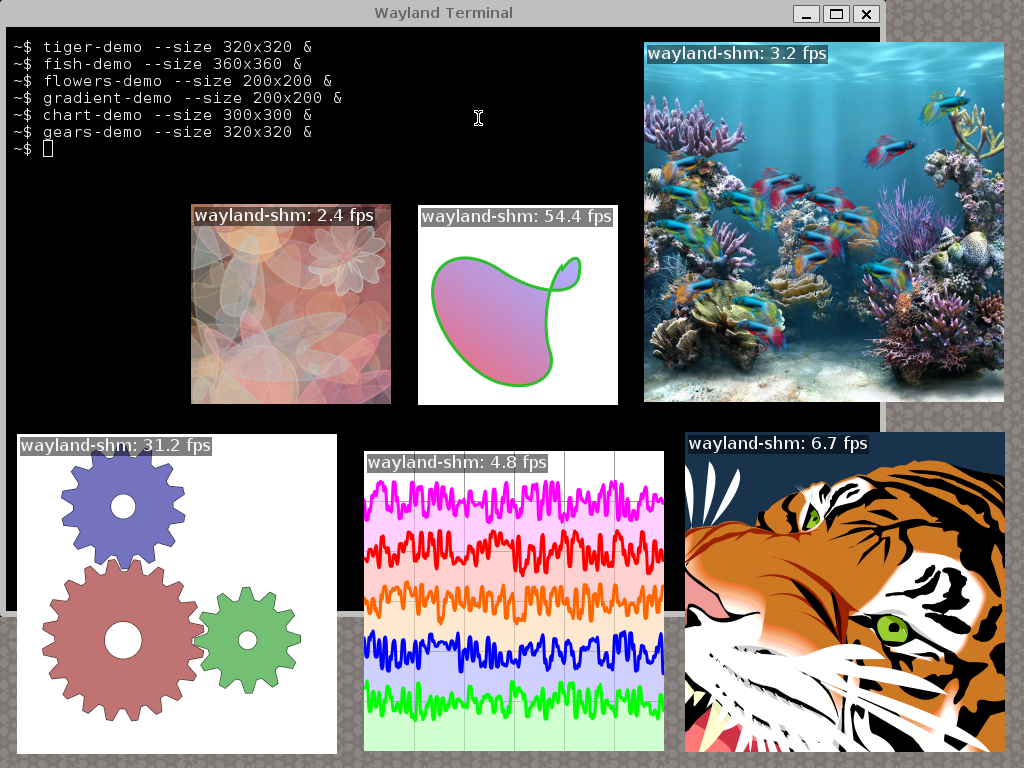 Wayland Terminal
~$ tiger-demo --size 320x320 &
~$ fish-demo --size 360x360 &
~$ flowers-demo --size 200x200 &
~$ gradient-demo --size 200x200 &
~$ chart-demo --size 300x300 &
~$ gears-demo --size 320x320 &
~$
wayland-shm: 3.2 fps
wayland-shm: 2.4 fps
wayland-shm: 54.4 fps
wayland-shm: 31.2 fps
wayland-shm: 4.8 fps
wayland-shm: 6.7 fps